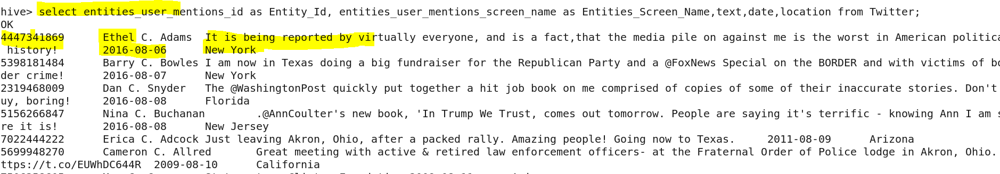 hive> select entities_user_mentions_id as Entity_Id, entities_user_mentions_screen_name as Entities_Screen_Name,text,date,location from Twitter;
OK
4447341869 Ethel C. Adams It is being reported by virtually everyone, and is a fact,that the media pile on against me is the worst in American politica
history! 2016-08-06 New York
5398181484 Barry C. Bowles I am now in Texas doing a big fundraiser for the Republican Party and a @FoxNews Special on the BORDER and with victims of bo
der crime! 2016-08-07 New York
2319468009 Dan C. Snyder The @WashingtonPost quickly put together a hit job book on me comprised of copies of some of their inaccurate stories. Don't
uy, boring! 2016-08-08 Florida
5156266847 Nina C. Buchanan .@AnnCoulter's new book, 'In Trump We Trust, comes out tomorrow. People are saying it's terrific - knowing Ann I am s
re it is! 2016-08-08 New Jersey
7022444222 Erica C. Adcock Just leaving Akron, Ohio, after a packed rally. Amazing people! Going now to Texas. 2011-08-09 Arizona
5699948270 Cameron C. Allred Great meeting with active & retired law enforcement officers- at the Fraternal Order of Police lodge in Akron, Ohio.
ttps://t.co/EUWhDC644R 2009-08-10 California